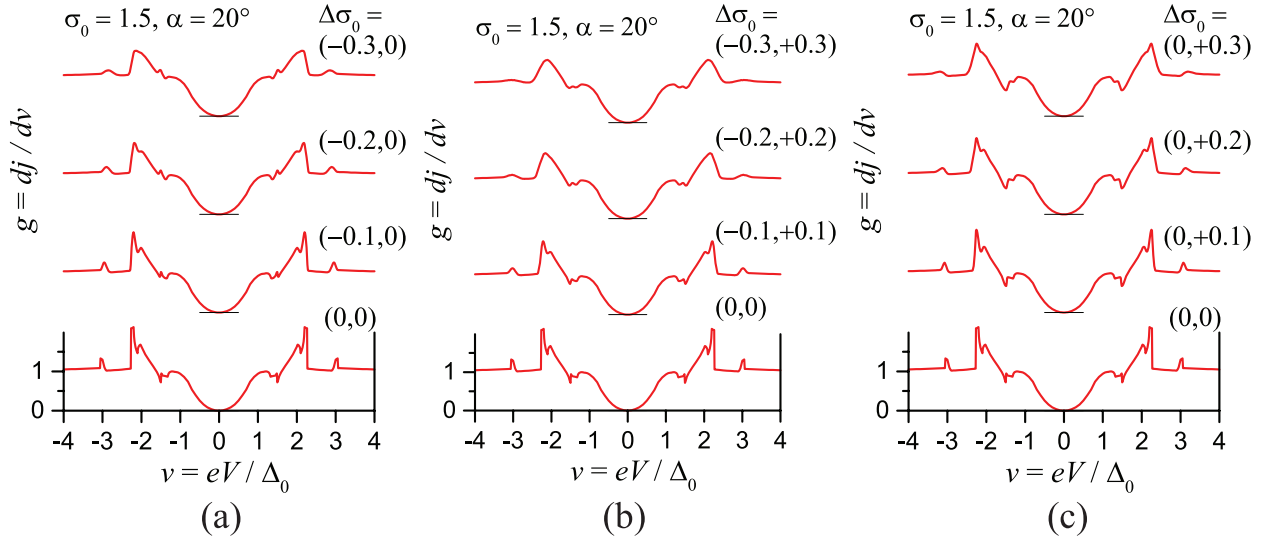 σ₀ = 1.5, α = 20°
Δσ₀ =
(−0.3,0)
(−0.2,0)
(−0.1,0)
(0,0)
g = dj / dv
1
0
-4 -3 -2 -1 0 1 2 3 4
v = eV / Δ₀
(a)
σ₀ = 1.5, α = 20°
Δσ₀ =
(−0.3,+0.3)
(−0.2,+0.2)
(−0.1,+0.1)
(0,0)
g = dj / dv
1
0
-4 -3 -2 -1 0 1 2 3 4
v = eV / Δ₀
(b)
σ₀ = 1.5, α = 20°
Δσ₀ =
(0,+0.3)
(0,+0.2)
(0,+0.1)
(0,0)
g = dj / dv
1
0
-4 -3 -2 -1 0 1 2 3 4
v = eV / Δ₀
(c)